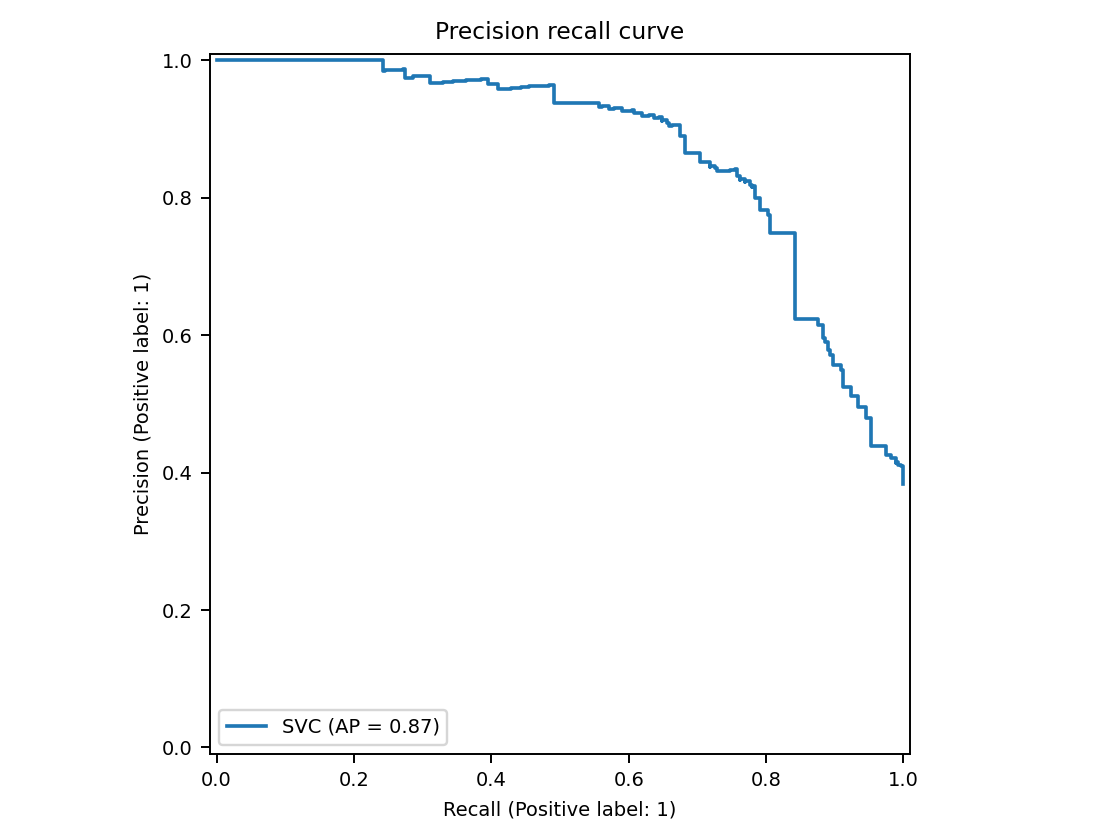 Precision recall curve
1.0
0.8
0.6
0.4
0.2
0.0
Precision (Positive label: 1)
SVC (AP = 0.87)
0.0 0.2 0.4 0.6 0.8 1.0
Recall (Positive label: 1)